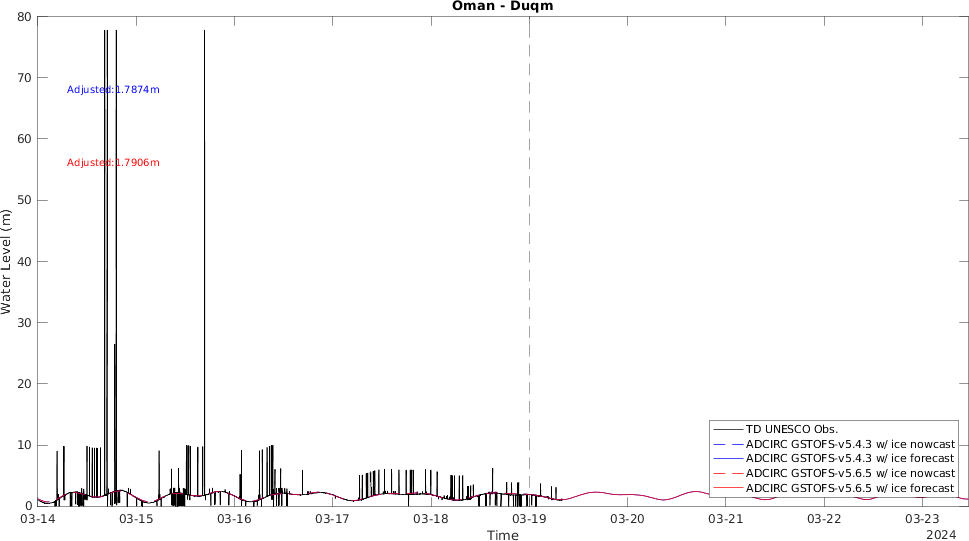 Oman - Duqm
80
70
60
50
40
30
20
10
0
Water Level (m)
Adjusted:1.7874m
Adjusted:1.7906m
TD UNESCO Obs.
ADCIRC GSTOFS-v5.4.3 w/ ice nowcast
ADCIRC GSTOFS-v5.4.3 w/ ice forecast
ADCIRC GSTOFS-v5.6.5 w/ ice nowcast
ADCIRC GSTOFS-v5.6.5 w/ ice forecast
03-14 03-15 03-16 03-17 03-18 03-19 03-20 03-21 03-22 03-23
Time
2024